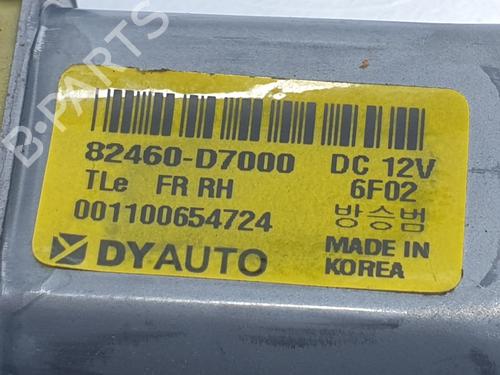 B-PARTS
82460-D7000 DC 12V
TLe FR RH 6F02
001100654724 방승범
DYAUTO MADE IN
KOREA